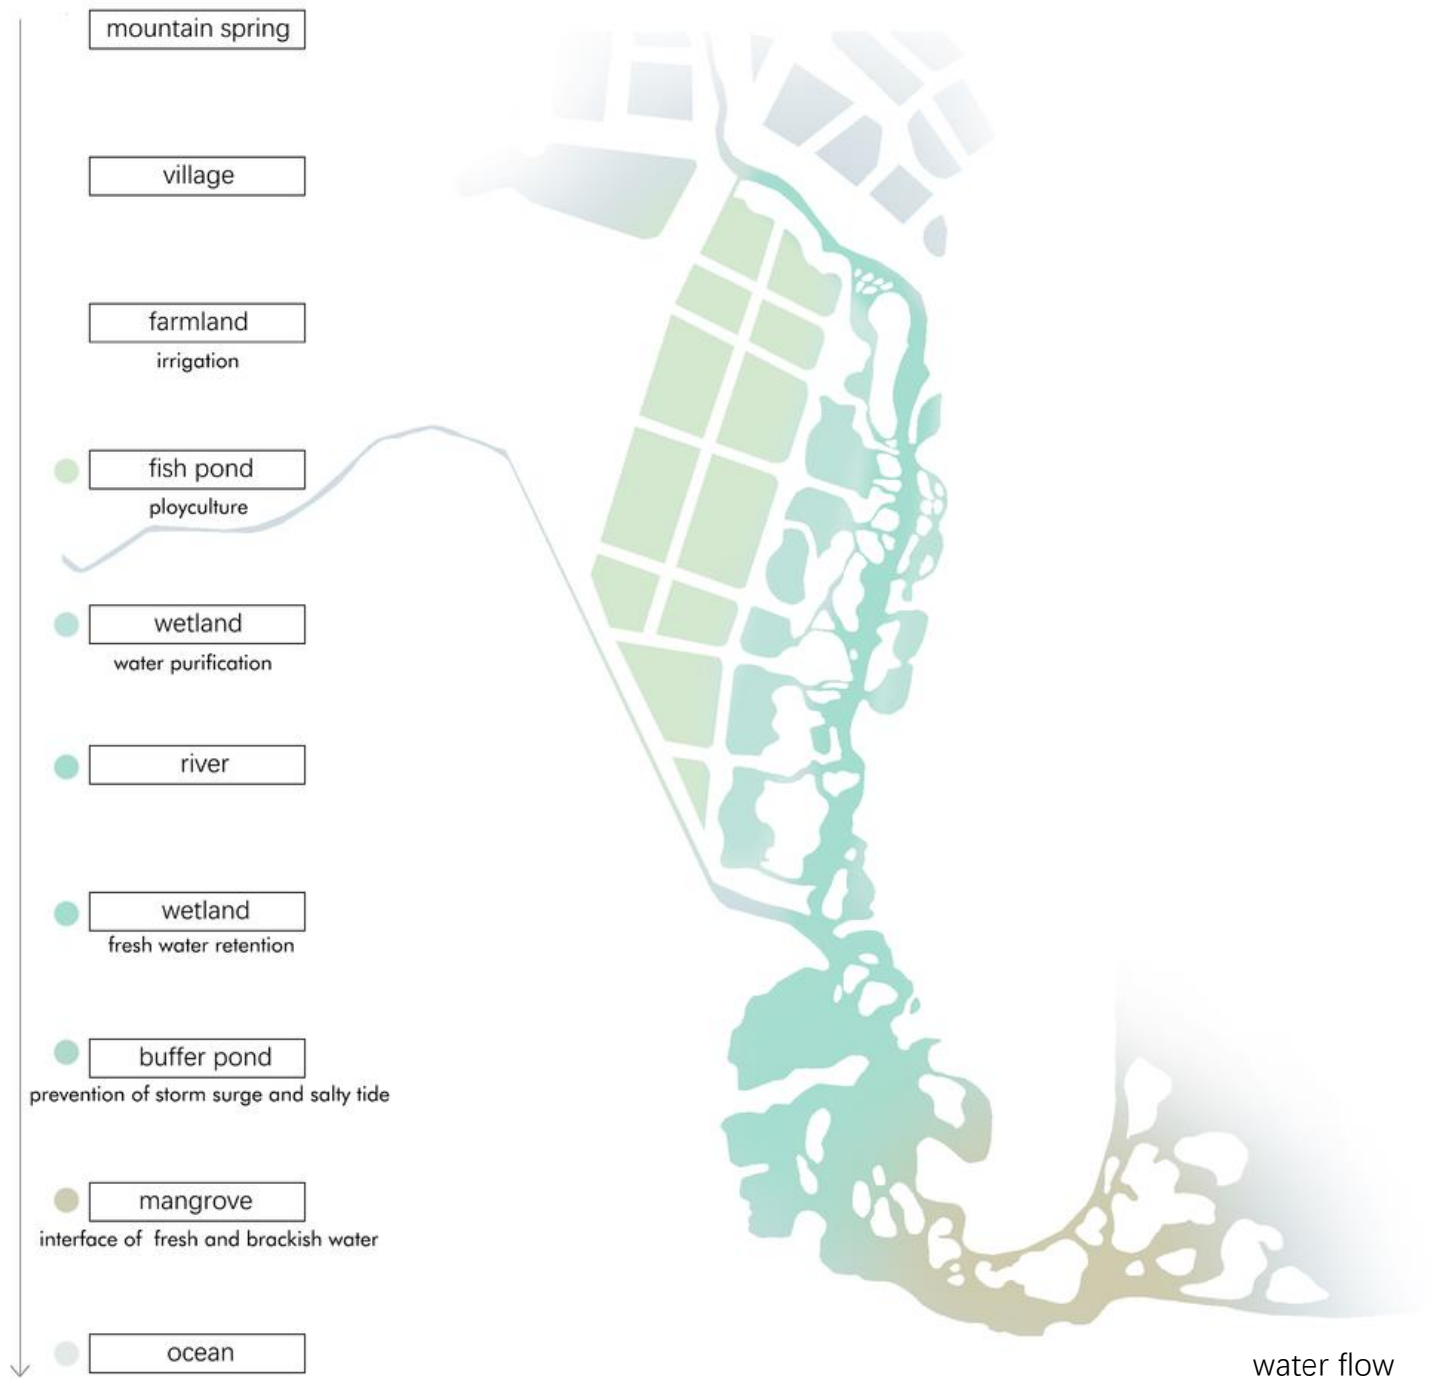 mountain spring
village
farmland
irrigation
fish pond
ployculture
wetland
water purification
river
wetland
fresh water retention
buffer pond
prevention of storm surge and salty tide
mangrove
interface of fresh and brackish water
ocean
water flow